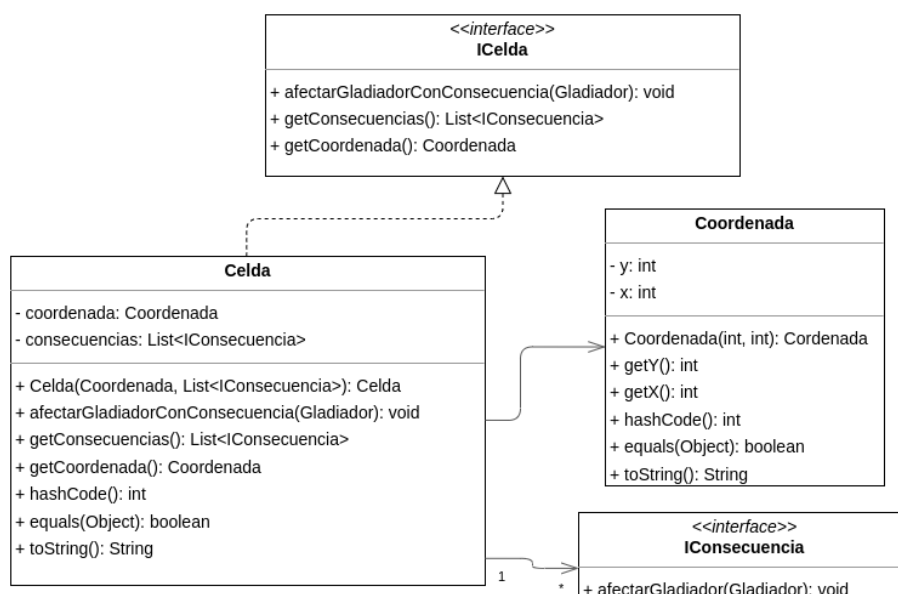 <<interface>>
ICelda
+ afectarGladiadorConConsecuencia(Gladiador): void
+ getConsecuencias(): List<IConsecuencia>
+ getCoordenada(): Coordenada
Coordenada
- y: int
- x: int
+ Coordenada(int, int): Cordenada
+ getY(): int
+ getX(): int
+ hashCode(): int
+ equals(Object): boolean
+ toString(): String
Celda
- coordenada: Coordenada
- consecuencias: List<IConsecuencia>
+ Celda(Coordenada, List<IConsecuencia>): Celda
+ afectarGladiadorConConsecuencia(Gladiador): void
+ getConsecuencias(): List<IConsecuencia>
+ getCoordenada(): Coordenada
+ hashCode(): int
+ equals(Object): boolean
+ toString(): String
1
*
<<interface>>
IConsecuencia
+ afectarGladiador(Gladiador): void